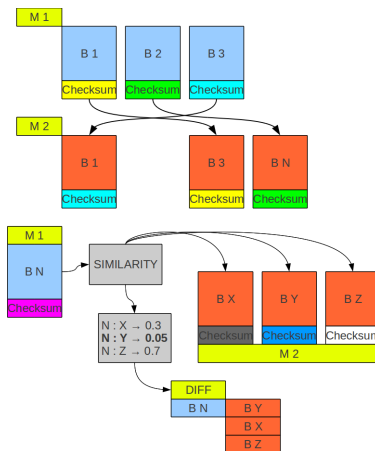 M 1
B 1 B 2 B 3
Checksum Checksum Checksum
M 2
B 1 B 3 B N
Checksum Checksum Checksum
M 1
B N
Checksum
SIMILARITY
B X B Y B Z
Checksum Checksum Checksum
M 2
N : X → 0.3
N : Y → 0.05
N : Z → 0.7
DIFF
B N B Y
B X
B Z